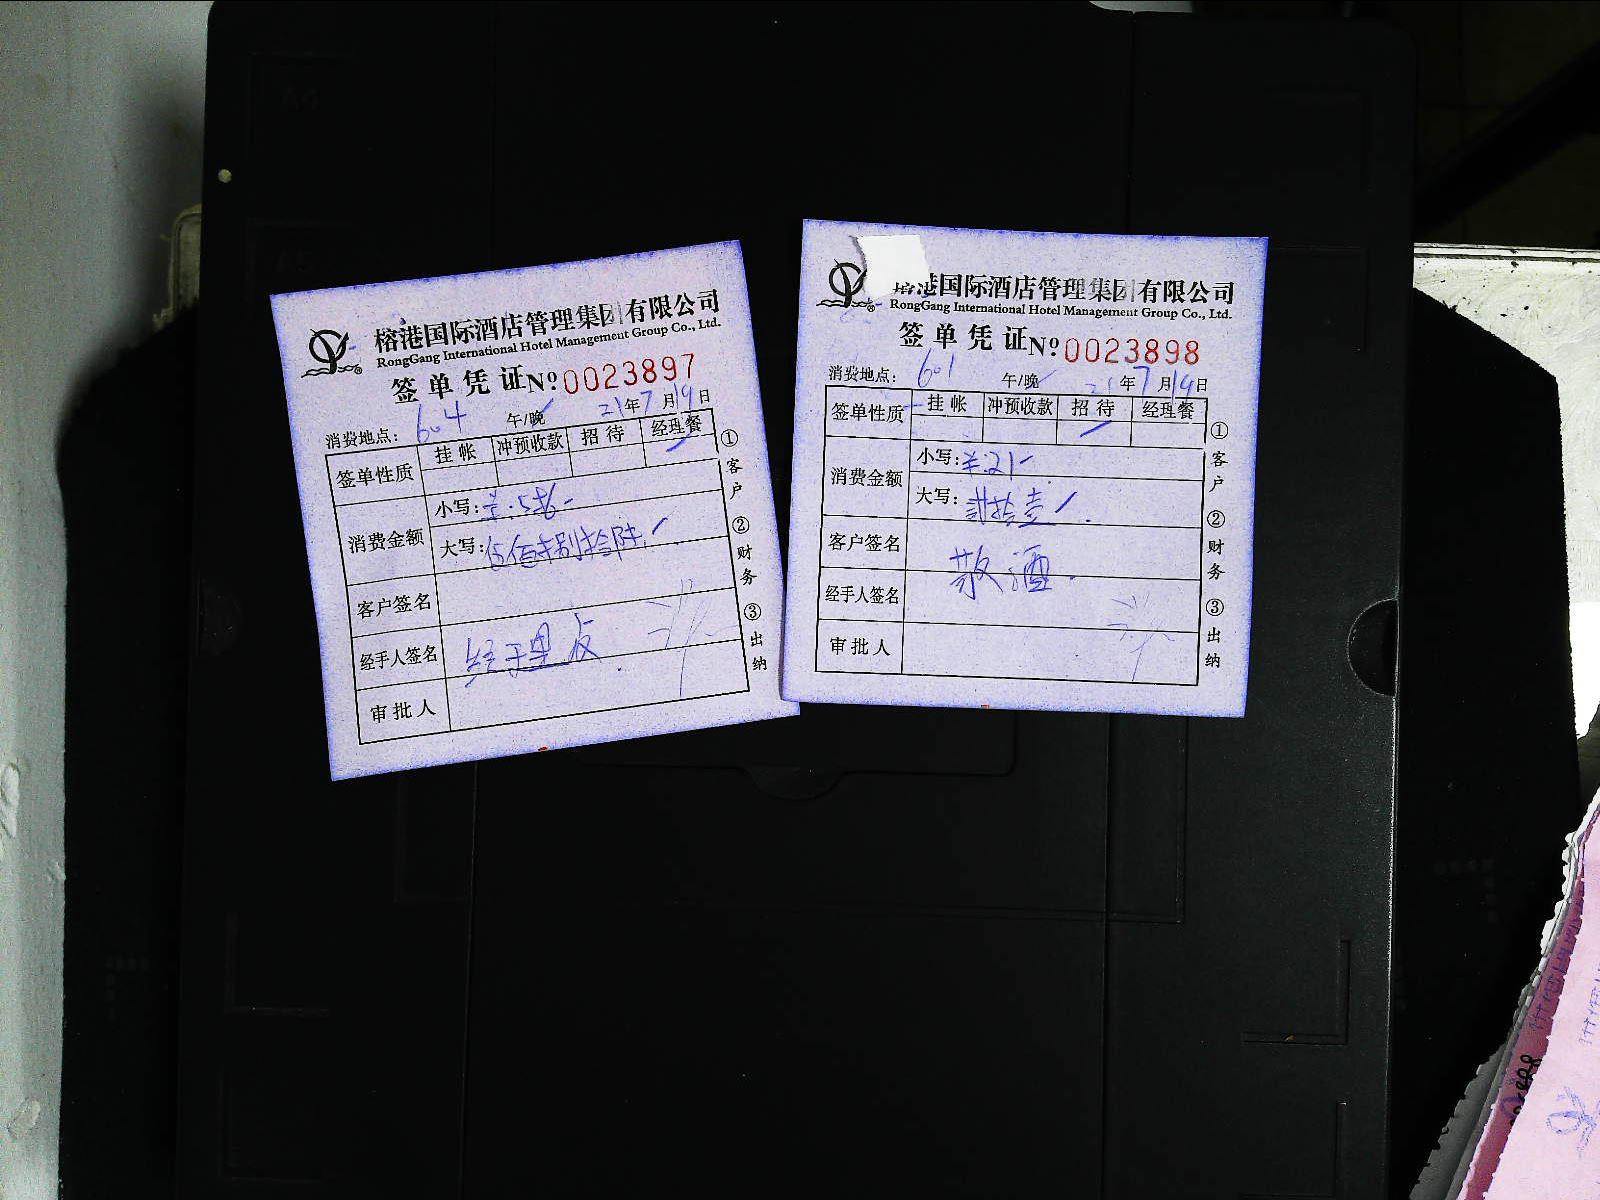 榕港国际酒店管理集团有限公司
RongGang International Hotel Management Group Co., Ltd.
签单凭证 Nº 0023897
消费地点: 604 午/晚 21年7月19日
签单性质 挂帐 冲预收款 招待 经理餐
消费金额 小写:
大写: 伍佰捌拾陆
客户签名
经手人签名
审批人
①客户 ②财务 ③出纳
榕港国际酒店管理集团有限公司
RongGang International Hotel Management Group Co., Ltd.
签单凭证 Nº 0023898
消费地点: 601 午/晚 21年7月19日
签单性质 挂帐 冲预收款 招待 经理餐
消费金额 小写: ¥:21-
大写: 贰拾壹
客户签名 敬酒
经手人签名
审批人
①客户 ②财务 ③出纳